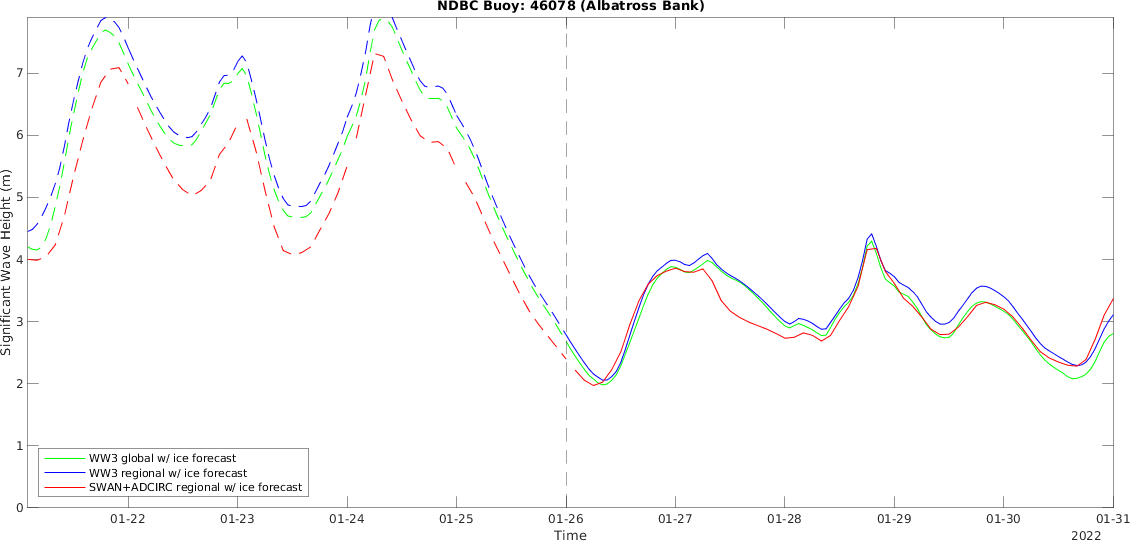 NDBC Buoy: 46078 (Albatross Bank)
Significant Wave Height (m)
7
6
5
4
3
2
1
0
WW3 global w/ ice forecast
WW3 regional w/ ice forecast
SWAN+ADCIRC regional w/ ice forecast
01-22 01-23 01-24 01-25 01-26 01-27 01-28 01-29 01-30 01-31
Time
2022